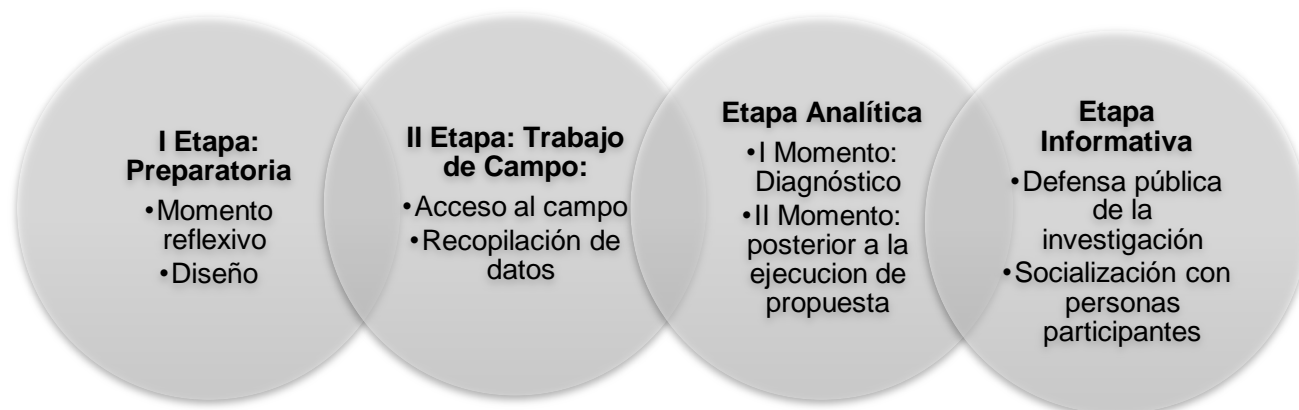 I Etapa:
Preparatoria
•Momento
reflexivo
•Diseño
II Etapa: Trabajo
de Campo:
•Acceso al campo
•Recopilación de
datos
Etapa Analítica
•I Momento:
Diagnóstico
•II Momento:
posterior a la
ejecucion de
propuesta
Etapa
Informativa
•Defensa pública
de la
investigación
•Socialización con
personas
participantes